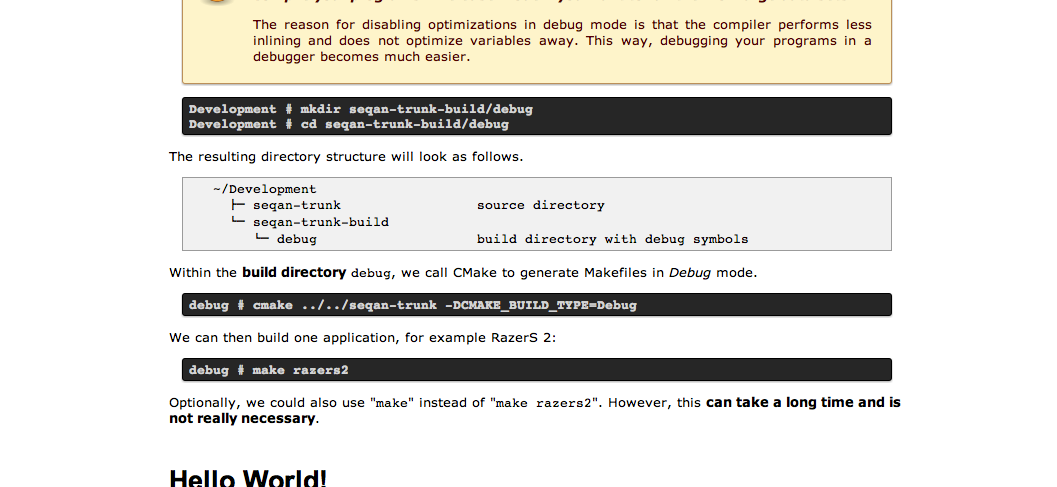 The reason for disabling optimizations in debug mode is that the compiler performs less
inlining and does not optimize variables away. This way, debugging your programs in a
debugger becomes much easier.
Development # mkdir seqan-trunk-build/debug
Development # cd seqan-trunk-build/debug
The resulting directory structure will look as follows.
~/Development
├─ seqan-trunk source directory
└─ seqan-trunk-build
└─ debug build directory with debug symbols
Within the build directory debug, we call CMake to generate Makefiles in Debug mode.
debug # cmake ../../seqan-trunk -DCMAKE_BUILD_TYPE=Debug
We can then build one application, for example RazerS 2:
debug # make razers2
Optionally, we could also use "make" instead of "make razers2". However, this can take a long time and is
not really necessary.
Hello World!